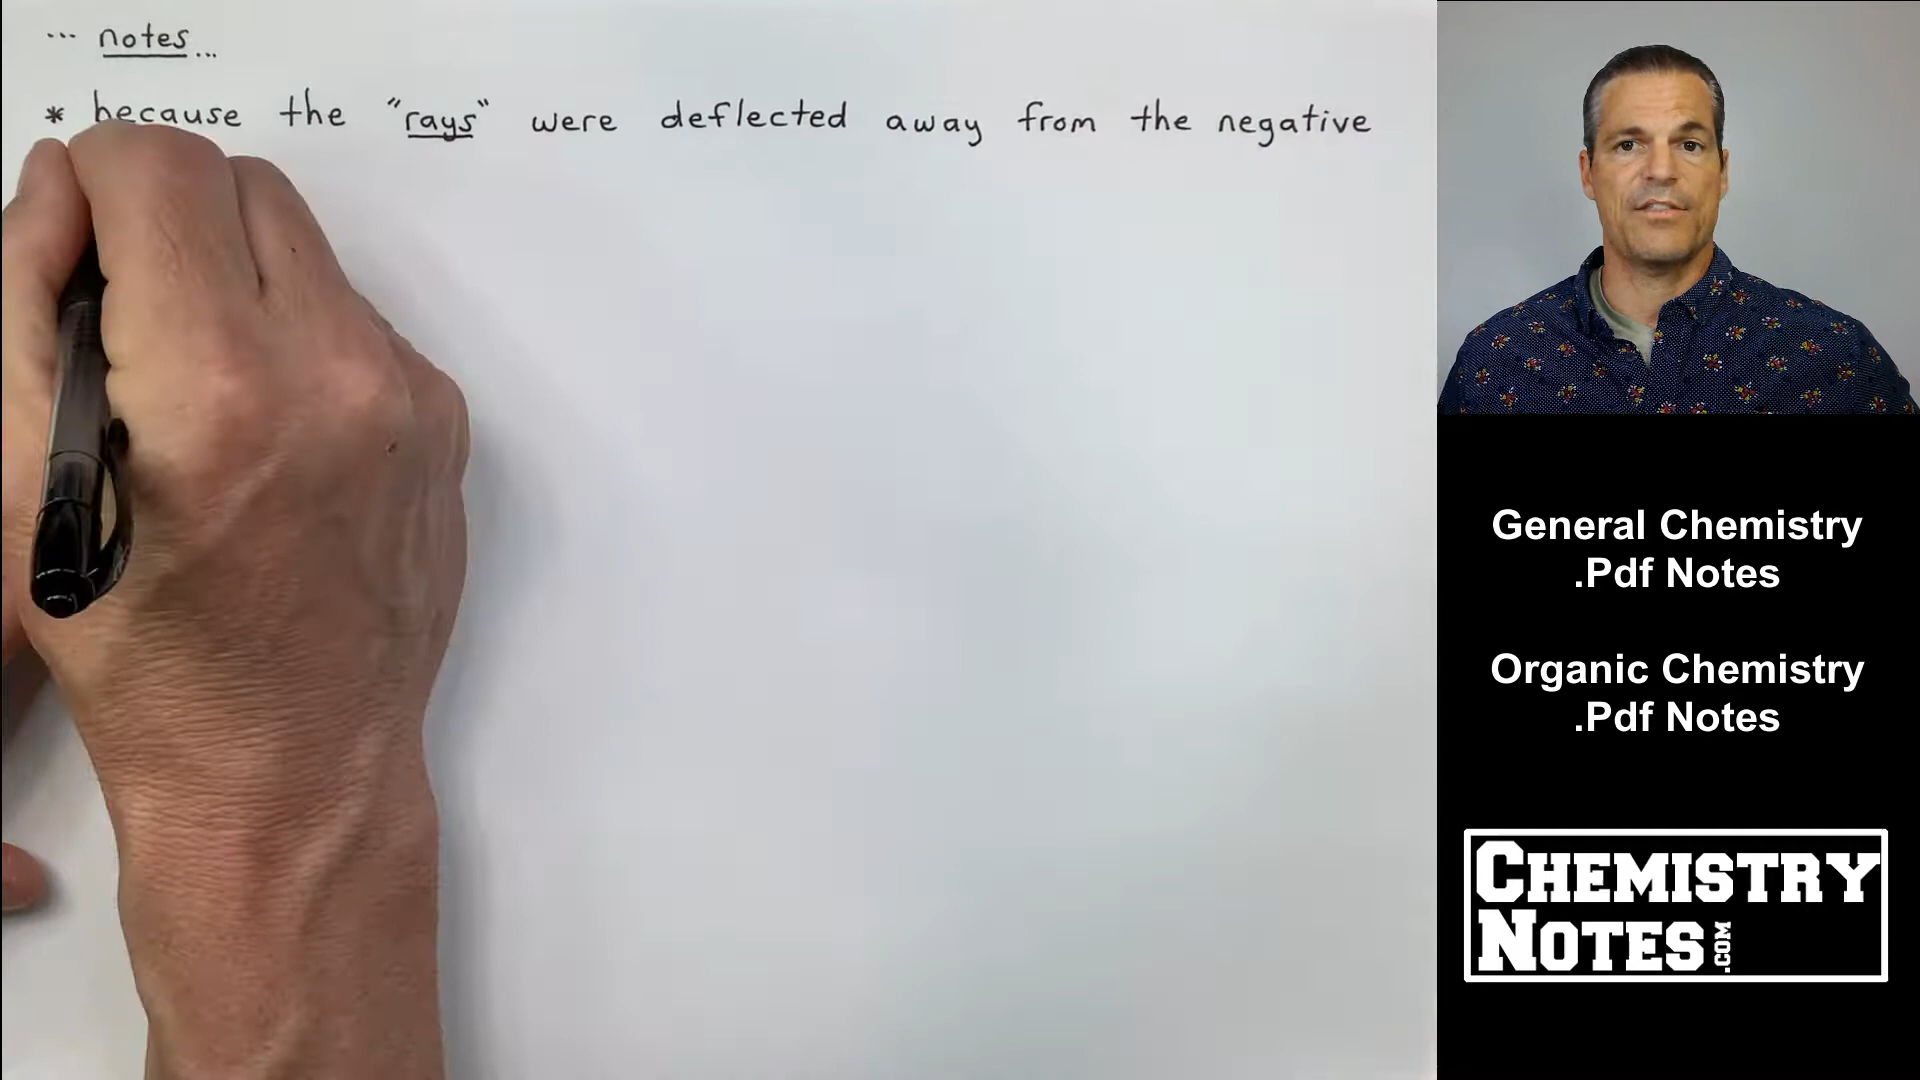 ... notes...
* because the "rays" were deflected away from the negative
General Chemistry
.Pdf Notes
Organic Chemistry
.Pdf Notes
CHEMISTRY
NOTES.COM